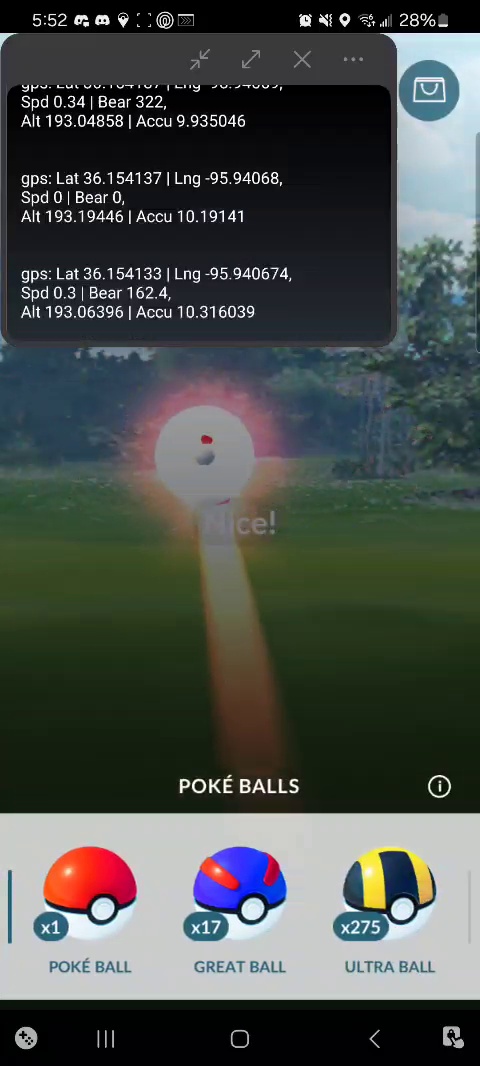 5:52
28%
Spd 0.34 | Bear 322,
Alt 193.04858 | Accu 9.935046
gps: Lat 36.154137 | Lng -95.94068,
Spd 0 | Bear 0,
Alt 193.19446 | Accu 10.19141
gps: Lat 36.154133 | Lng -95.940674,
Spd 0.3 | Bear 162.4,
Alt 193.06396 | Accu 10.316039
Nice!
POKÉ BALLS
x1
x17
x275
POKÉ BALL
GREAT BALL
ULTRA BALL